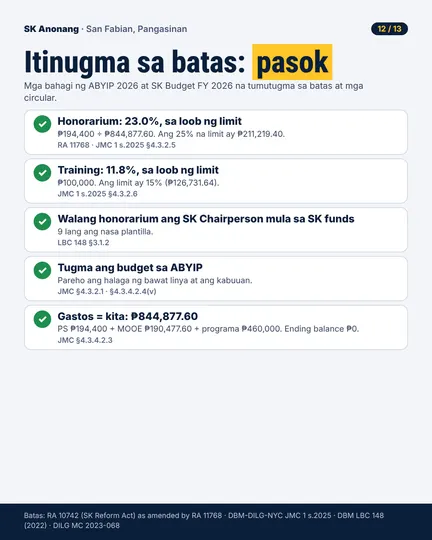 SK Anonang · San Fabian, Pangasinan
12 / 13
Itinugma sa batas: pasok
Mga bahagi ng ABYIP 2026 at SK Budget FY 2026 na tumutugma sa batas at mga
circular.
Honorarium: 23.0%, sa loob ng limit
₱194,400 ÷ ₱844,877.60. Ang 25% na limit ay ₱211,219.40.
RA 11768 · JMC 1 s.2025 §4.3.2.5
Training: 11.8%, sa loob ng limit
₱100,000. Ang limit ay 15% (₱126,731.64).
JMC 1 s.2025 §4.3.2.6
Walang honorarium ang SK Chairperson mula sa SK funds
9 lang ang nasa plantilla.
LBC 148 §3.1.2
Tugma ang budget sa ABYIP
Pareho ang halaga ng bawat linya at ang kabuuan.
JMC §4.3.2.1 · §4.3.4.2.4(v)
Gastos = kita: ₱844,877.60
PS ₱194,400 + MOOE ₱190,477.60 + programa ₱460,000. Ending balance ₱0.
JMC §4.3.4.2.3
Batas: RA 10742 (SK Reform Act) as amended by RA 11768 · DBM-DILG-NYC JMC 1 s.2025 · DBM LBC 148
(2022) · DILG MC 2023-068